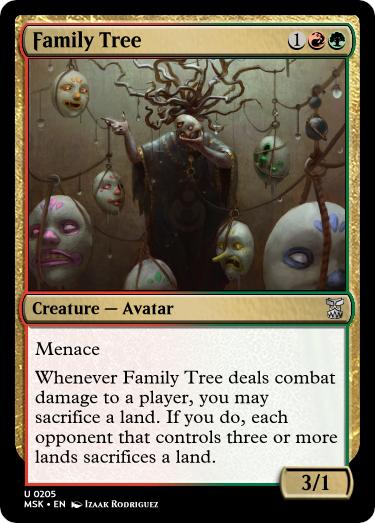 Family Tree 1
Creature — Avatar
Menace
Whenever Family Tree deals combat
damage to a player, you may
sacrifice a land. If you do, each
opponent that controls three or more
lands sacrifices a land.
3/1
U 0205
MSK • EN Izaak Rodriguez